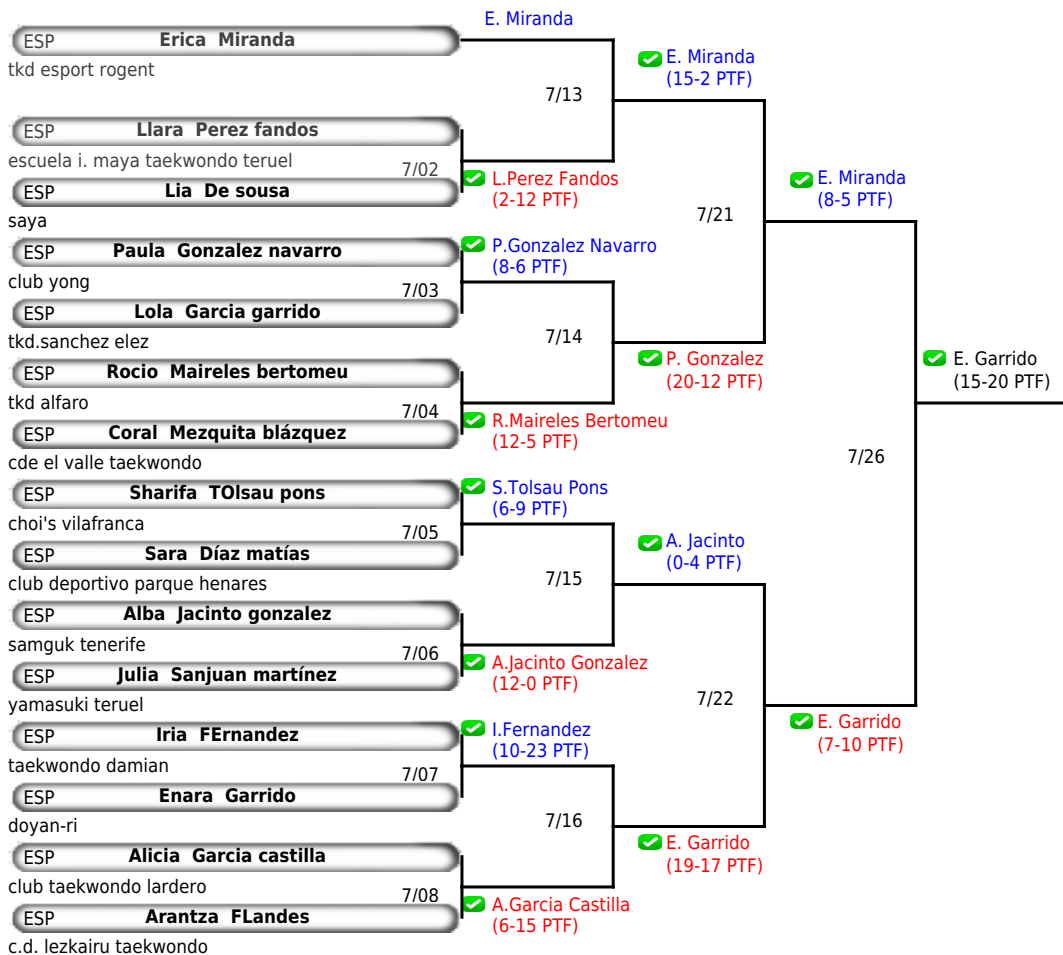 E. Miranda
ESP Erica Miranda
tkd esport rogent
E. Miranda
(15-2 PTF)
7/13
ESP Llara Perez fandos
escuela i. maya taekwondo teruel
7/02
ESP Lia De sousa
saya
L.Perez Fandos
(2-12 PTF)
E. Miranda
(8-5 PTF)
7/21
ESP Paula Gonzalez navarro
club yong
P.Gonzalez Navarro
(8-6 PTF)
7/03
ESP Lola Garcia garrido
tkd.sanchez elez
7/14
P. Gonzalez
(20-12 PTF)
E. Garrido
(15-20 PTF)
ESP Rocio Maireles bertomeu
tkd alfaro
7/04
ESP Coral Mezquita blázquez
cde el valle taekwondo
R.Maireles Bertomeu
(12-5 PTF)
7/26
ESP Sharifa TOlsau pons
choi's vilafranca
S.Tolsau Pons
(6-9 PTF)
7/05
ESP Sara Díaz matías
club deportivo parque henares
A. Jacinto
(0-4 PTF)
7/15
ESP Alba Jacinto gonzalez
samguk tenerife
7/06
ESP Julia Sanjuan martínez
yamasuki teruel
A.Jacinto Gonzalez
(12-0 PTF)
7/22
E. Garrido
(7-10 PTF)
ESP Iria FErnandez
taekwondo damian
I.Fernandez
(10-23 PTF)
7/07
ESP Enara Garrido
doyan-ri
7/16
E. Garrido
(19-17 PTF)
ESP Alicia Garcia castilla
club taekwondo lardero
7/08
ESP Arantza FLandes
c.d. lezkairu taekwondo
A.Garcia Castilla
(6-15 PTF)